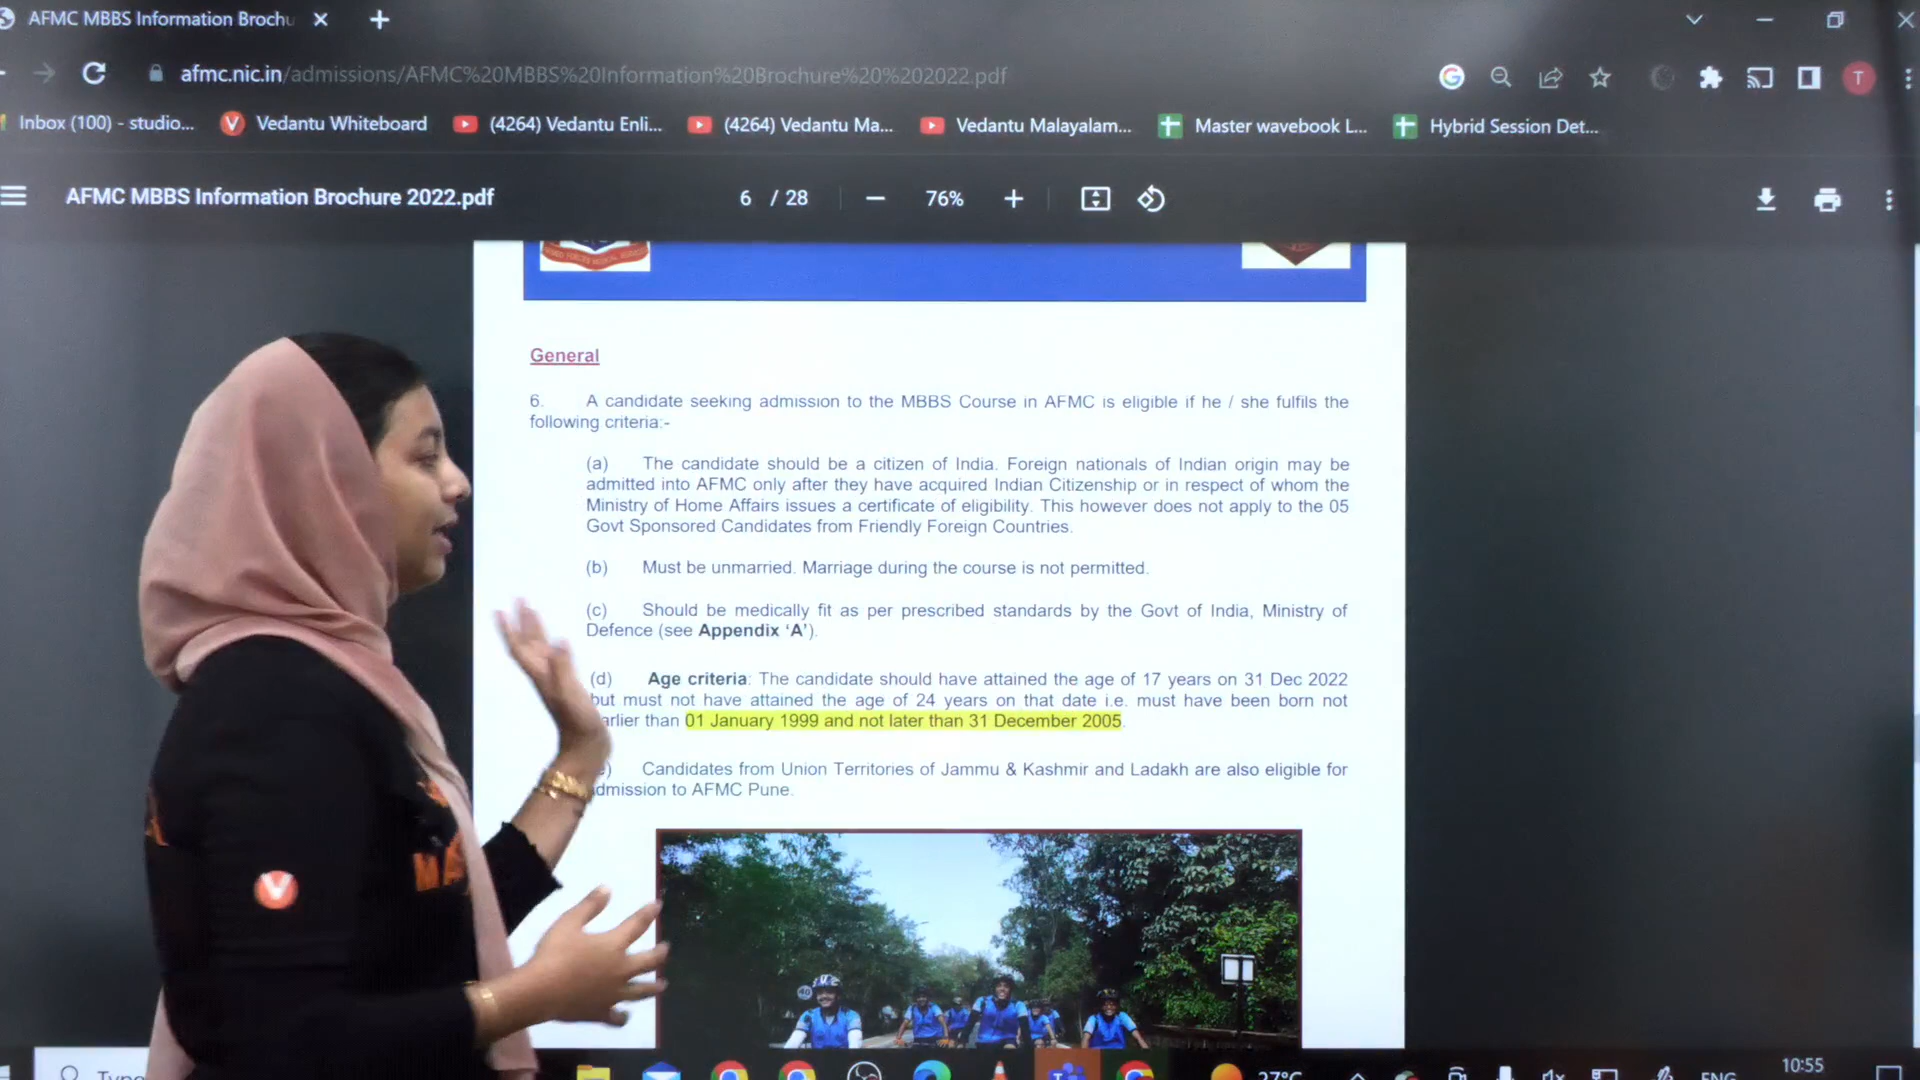 AFMC MBBS Information Brochu
afmc.nic.in/admissions/AFMC%20MBBS%20Information%20Brochure%20%202022.pdf
T
Inbox (100) - studio... Vedantu Whiteboard (4264) Vedantu Enli... (4264) Vedantu Ma... Vedantu Malayalam... Master wavebook L... Hybrid Session Det...
AFMC MBBS Information Brochure 2022.pdf 6 / 28 76%
General
6. A candidate seeking admission to the MBBS Course in AFMC is eligible if he / she fulfils the
following criteria:-
(a) The candidate should be a citizen of India. Foreign nationals of Indian origin may be
admitted into AFMC only after they have acquired Indian Citizenship or in respect of whom the
Ministry of Home Affairs issues a certificate of eligibility. This however does not apply to the 05
Govt Sponsored Candidates from Friendly Foreign Countries.
(b) Must be unmarried. Marriage during the course is not permitted.
(c) Should be medically fit as per prescribed standards by the Govt of India, Ministry of
Defence (see Appendix ‘A’).
(d) Age criteria: The candidate should have attained the age of 17 years on 31 Dec 2022
but must not have attained the age of 24 years on that date i.e. must have been born not
arlier than 01 January 1999 and not later than 31 December 2005.
) Candidates from Union Territories of Jammu & Kashmir and Ladakh are also eligible for
dmission to AFMC Pune.
V
MA
40
Type
27°C
ENG
10:55